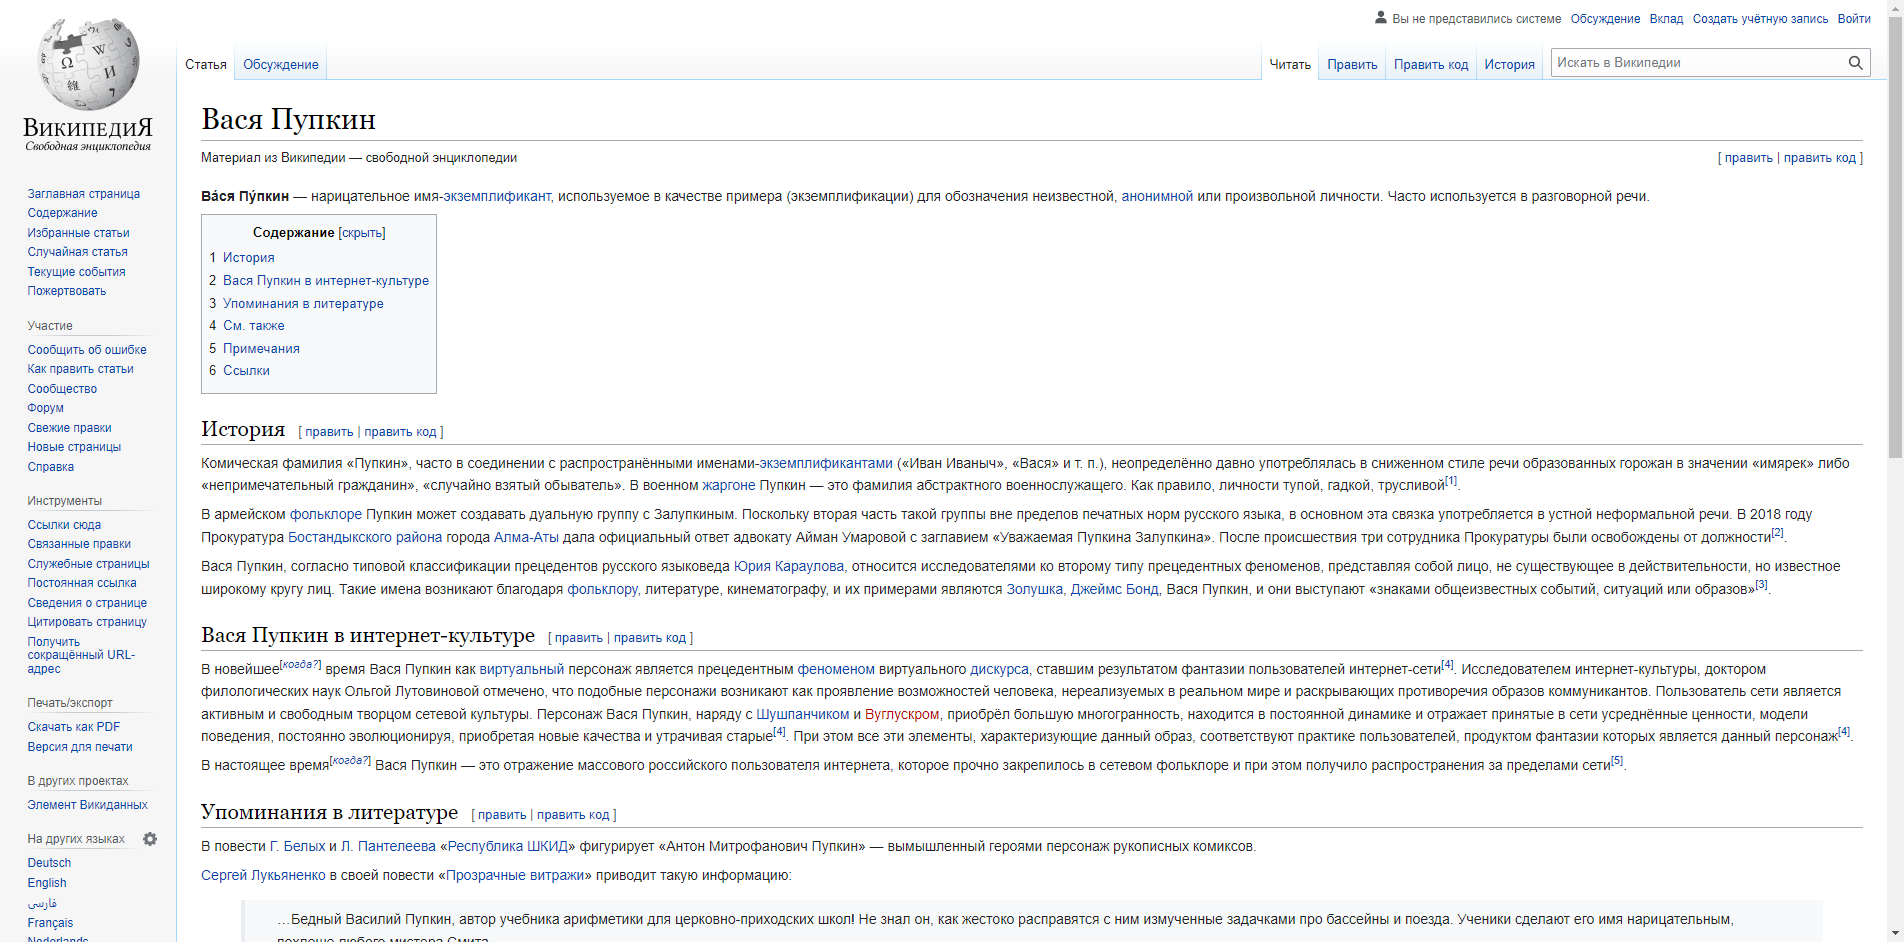 Вы не представились системе Обсуждение Вклад Создать учётную запись Войти
Статья Обсуждение Читать Править Править код История Искать в Википедии
ВИКИПЕДИЯ
Свободная энциклопедия
Заглавная страница
Содержание
Избранные статьи
Случайная статья
Текущие события
Пожертвовать
Участие
Сообщить об ошибке
Как править статьи
Сообщество
Форум
Свежие правки
Новые страницы
Справка
Инструменты
Ссылки сюда
Связанные правки
Служебные страницы
Постоянная ссылка
Сведения о странице
Цитировать страницу
Получить
сокращённый URL-
адрес
Печать/экспорт
Скачать как PDF
Версия для печати
В других проектах
Элемент Викиданных
На других языках
Deutsch
English
فارسی
Français
Nederlands
Вася Пупкин
Материал из Википедии — свободной энциклопедии [ править | править код ]
Ва́ся Пу́пкин — нарицательное имя-экземплификант, используемое в качестве примера (экземплификации) для обозначения неизвестной, анонимной или произвольной личности. Часто используется в разговорной речи.
Содержание [скрыть]
1 История
2 Вася Пупкин в интернет-культуре
3 Упоминания в литературе
4 См. также
5 Примечания
6 Ссылки
История [ править | править код ]
Комическая фамилия «Пупкин», часто в соединении с распространёнными именами-экземплификантами («Иван Иваныч», «Вася» и т. п.), неопределённо давно употреблялась в сниженном стиле речи образованных горожан в значении «имярек» либо
«непримечательный гражданин», «случайно взятый обыватель». В военном жаргоне Пупкин — это фамилия абстрактного военнослужащего. Как правило, личности тупой, гадкой, трусливой[1].
В армейском фольклоре Пупкин может создавать дуальную группу с Залупкиным. Поскольку вторая часть такой группы вне пределов печатных норм русского языка, в основном эта связка употребляется в устной неформальной речи. В 2018 году
Прокуратура Бостандыкского района города Алма-Аты дала официальный ответ адвокату Айман Умаровой с заглавием «Уважаемая Пупкина Залупкина». После происшествия три сотрудника Прокуратуры были освобождены от должности[2].
Вася Пупкин, согласно типовой классификации прецедентов русского языковеда Юрия Караулова, относится исследователями ко второму типу прецедентных феноменов, представляя собой лицо, не существующее в действительности, но известное
широкому кругу лиц. Такие имена возникают благодаря фольклору, литературе, кинематографу, и их примерами являются Золушка, Джеймс Бонд, Вася Пупкин, и они выступают «знаками общеизвестных событий, ситуаций или образов»[3].
Вася Пупкин в интернет-культуре [ править | править код ]
В новейшее[когда?] время Вася Пупкин как виртуальный персонаж является прецедентным феноменом виртуального дискурса, ставшим результатом фантазии пользователей интернет-сети[4]. Исследователем интернет-культуры, доктором
филологических наук Ольгой Лутовиновой отмечено, что подобные персонажи возникают как проявление возможностей человека, нереализуемых в реальном мире и раскрывающих противоречия образов коммуникантов. Пользователь сети является
активным и свободным творцом сетевой культуры. Персонаж Вася Пупкин, наряду с Шушпанчиком и Вуглускром, приобрёл большую многогранность, находится в постоянной динамике и отражает принятые в сети усреднённые ценности, модели
поведения, постоянно эволюционируя, приобретая новые качества и утрачивая старые[4]. При этом все эти элементы, характеризующие данный образ, соответствуют практике пользователей, продуктом фантазии которых является данный персонаж[4].
В настоящее время[когда?] Вася Пупкин — это отражение массового российского пользователя интернета, которое прочно закрепилось в сетевом фольклоре и при этом получило распространения за пределами сети[5].
Упоминания в литературе [ править | править код ]
В повести Г. Белых и Л. Пантелеева «Республика ШКИД» фигурирует «Антон Митрофанович Пупкин» — вымышленный героями персонаж рукописных комиксов.
Сергей Лукьяненко в своей повести «Прозрачные витражи» приводит такую информацию:
…Бедный Василий Пупкин, автор учебника арифметики для церковно-приходских школ! Не знал он, как жестоко расправятся с ним измученные задачками про бассейны и поезда. Ученики сделают его имя нарицательным,
похлеще любого мистера Смита